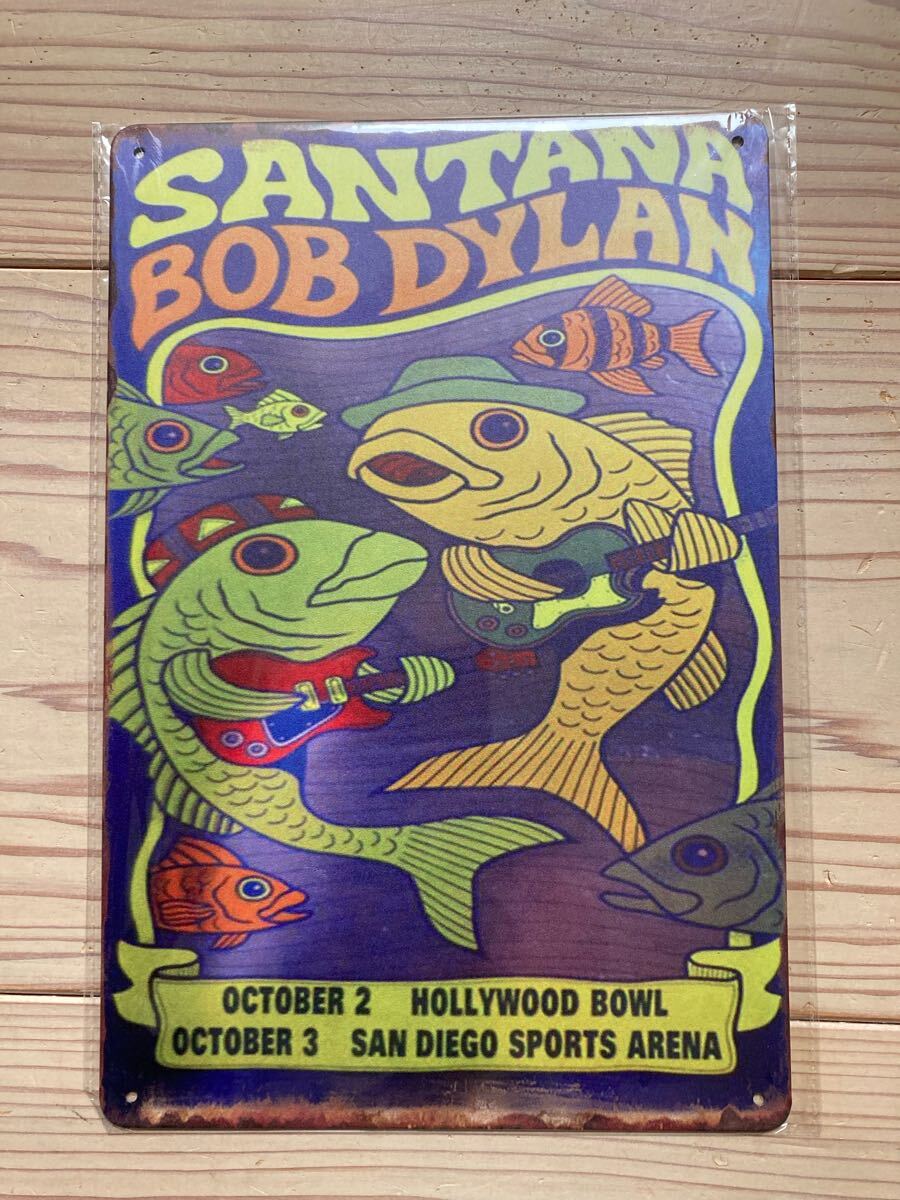 SANTANA
BOB DYLAN
OCTOBER 2 HOLLYWOOD BOWL
OCTOBER 3 SAN DIEGO SPORTS ARENA